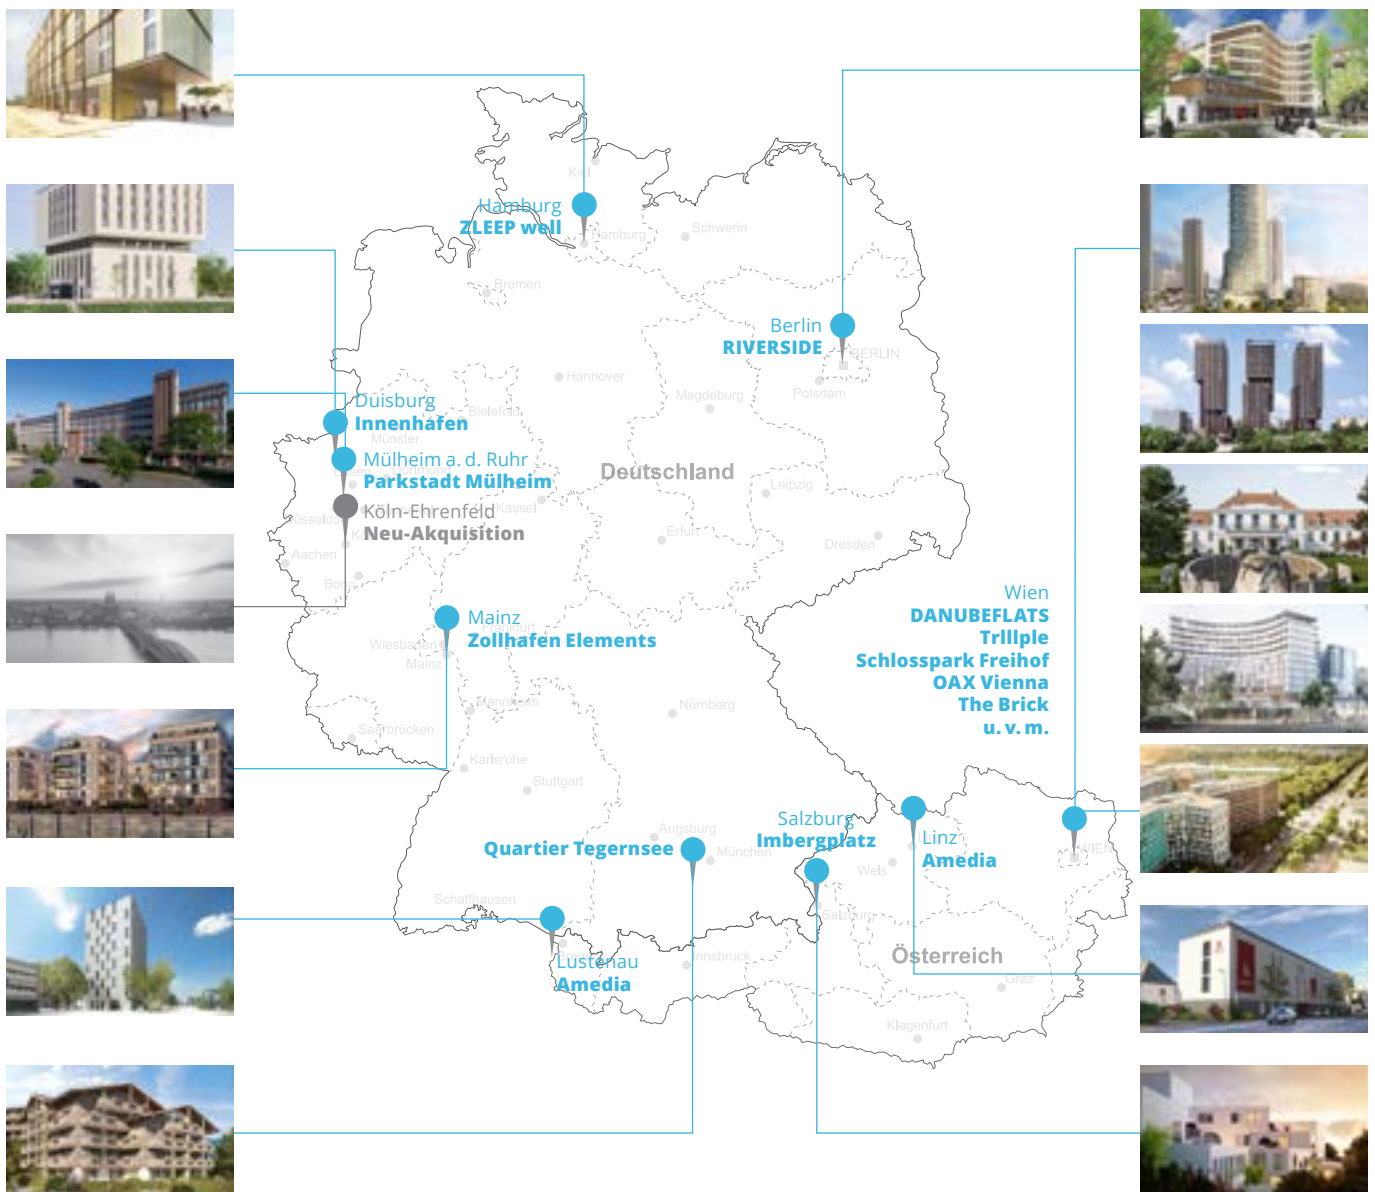 Kiel
Hamburg
ZLEEP well
Hamburg
Schwerin
Bremen
Berlin
RIVERSIDE
BERLIN
Potsdam
Hannover
Magdeburg
Duisburg
Innenhafen
Bielefeld
Münster
Mülheim a. d. Ruhr
Parkstadt Mülheim
Dortmund
Deutschland
Leipzig
Köln-Ehrenfeld
Neu-Akquisition
Kassel
Erfurt
Dresden
Aachen
Bonn
Wien
DANUBEFLATS
TrIIIple
Schlosspark Freihof
OAX Vienna
The Brick
u. v. m.
Mainz
Zollhafen Elements
Frankfurt
Wiesbaden
Mainz
Mannheim
Nürnberg
Saarbrücken
Karlsruhe
Stuttgart
Salzburg
Imbergplatz
Augsburg
Quartier Tegernsee
München
Linz
Amedia
WIEN
Wels
Schaffhausen
Salzburg
Österreich
Lustenau
Amedia
Innsbruck
Graz
Klagenfurt